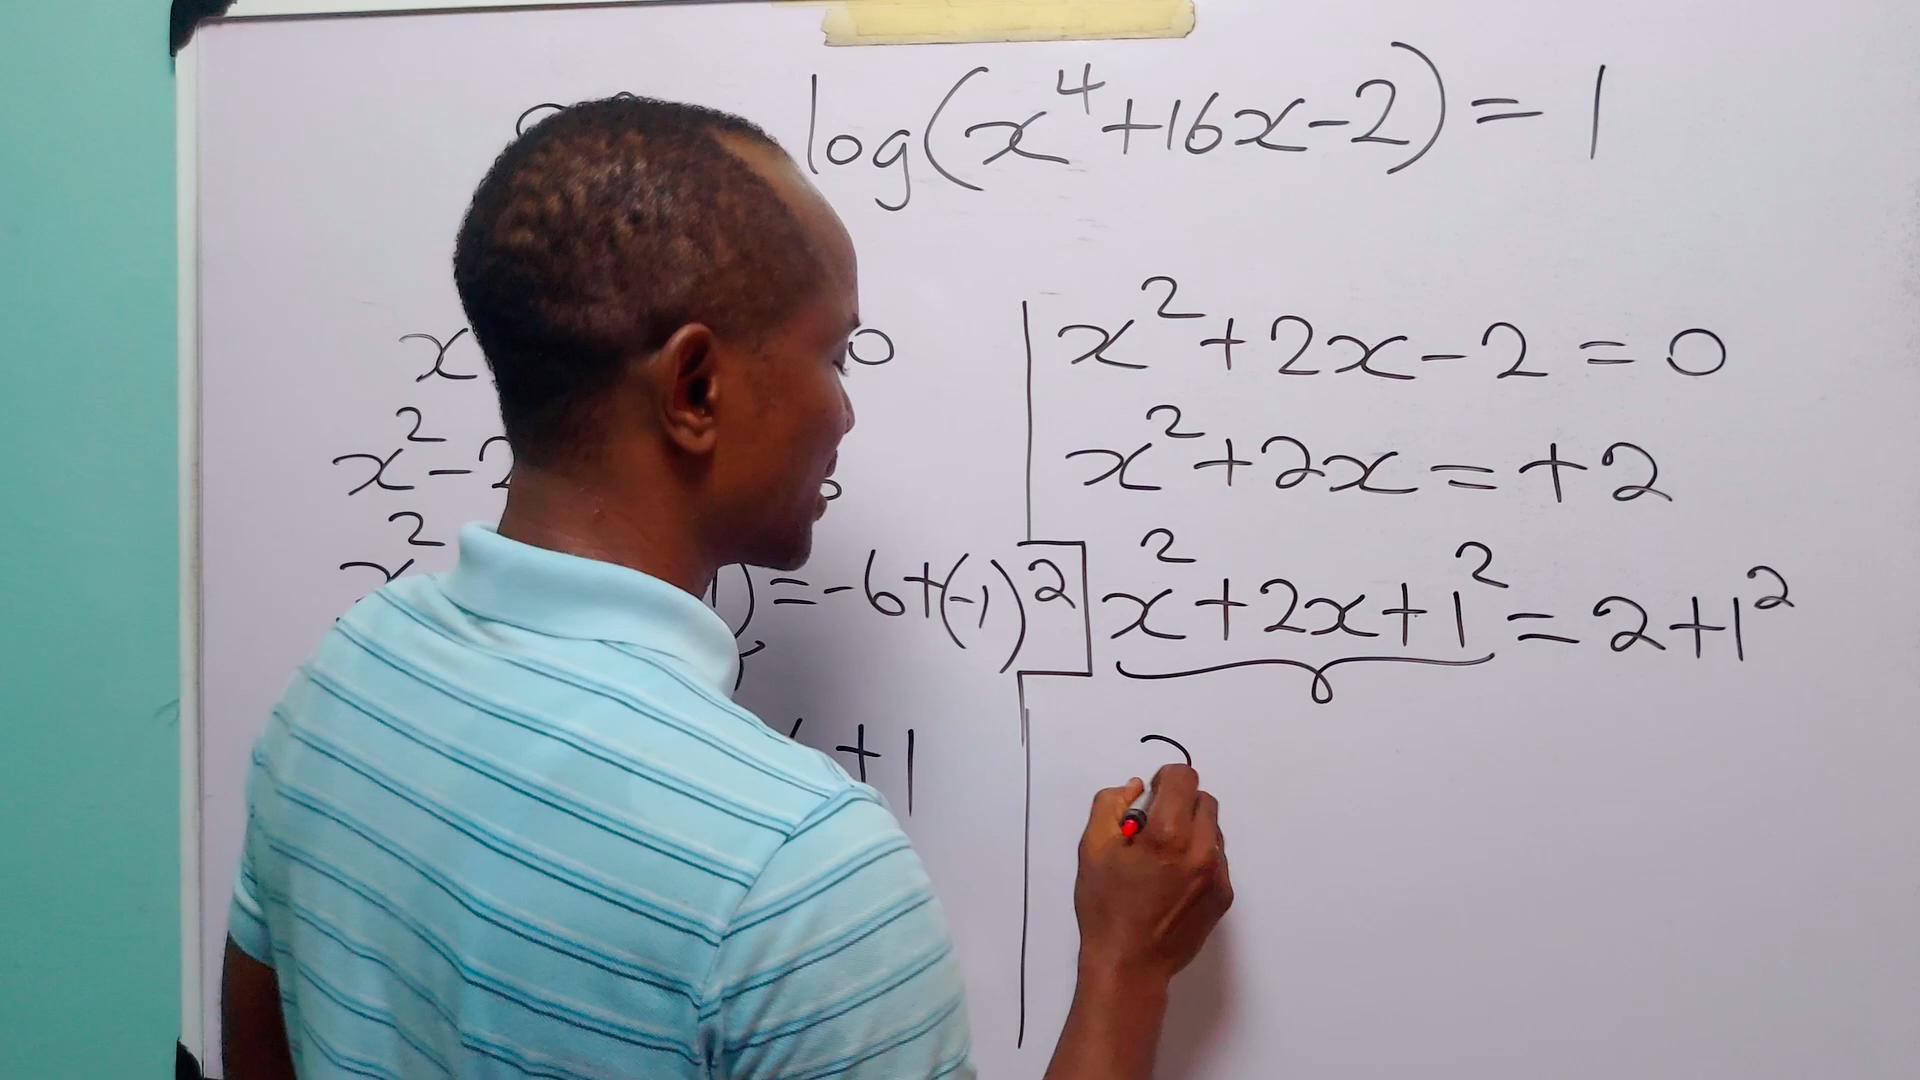 log(x⁴+16x-2)=1
x 0
x²-2
x² =-6+(-1)²
+1
x²+2x-2=0
x²+2x=+2
x²+2x+1²=2+1²